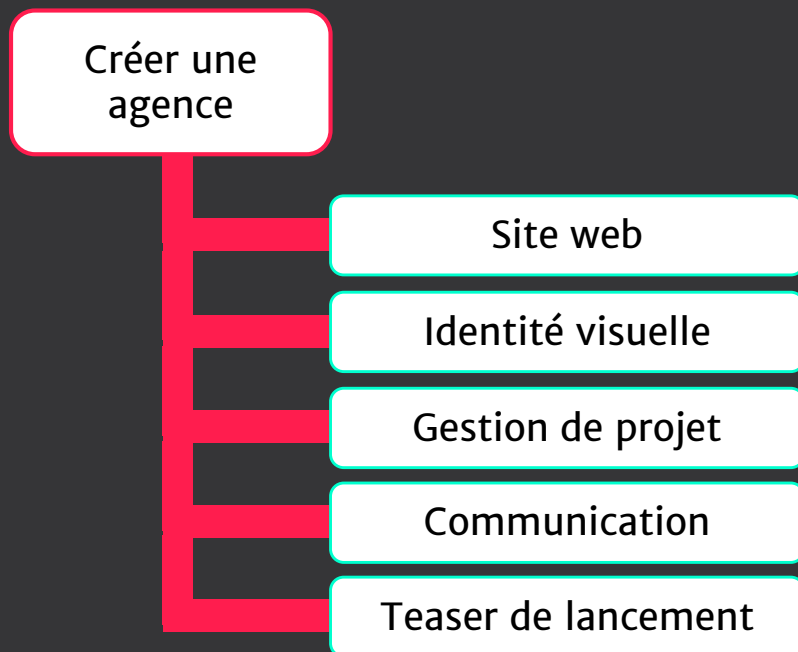 Créer une
agence
Site web
Identité visuelle
Gestion de projet
Communication
Teaser de lancement